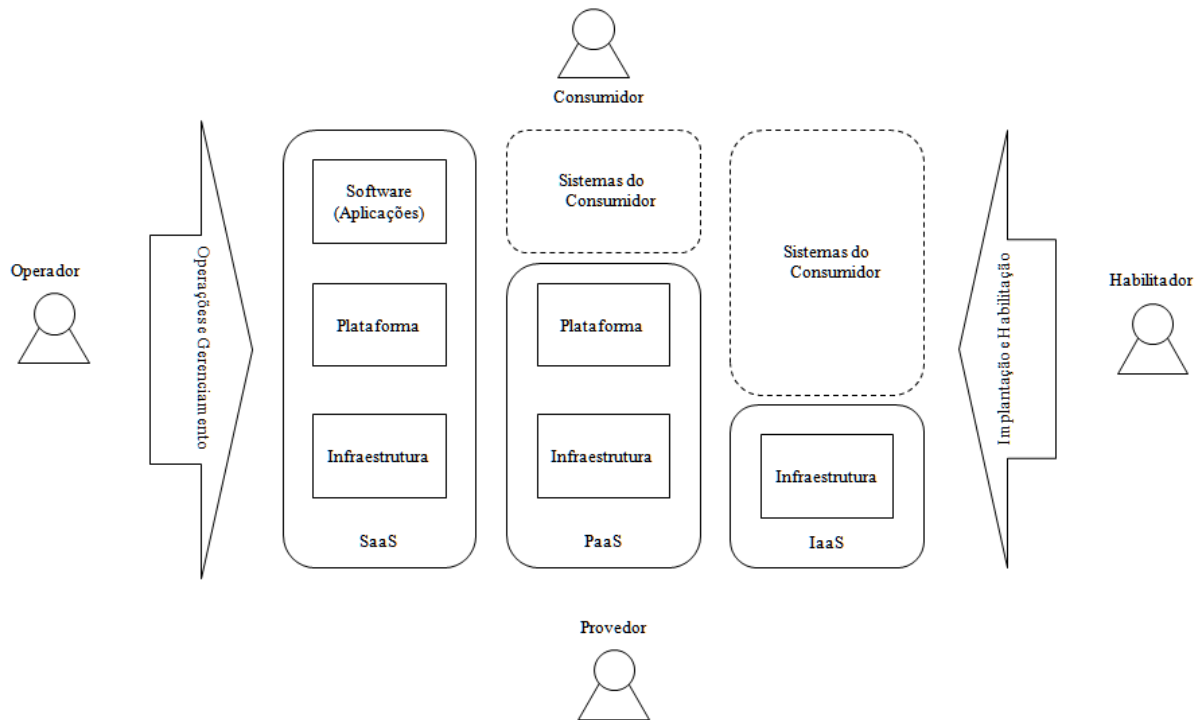 Consumidor
Software
(Aplicações)
Plataforma
Infraestrutura
SaaS
Sistemas do
Consumidor
Plataforma
Infraestrutura
PaaS
Sistemas do
Consumidor
Infraestrutura
IaaS
Operador
Operações e Gerenciamento
Implantação e Habilitação
Habilitador
Provedor